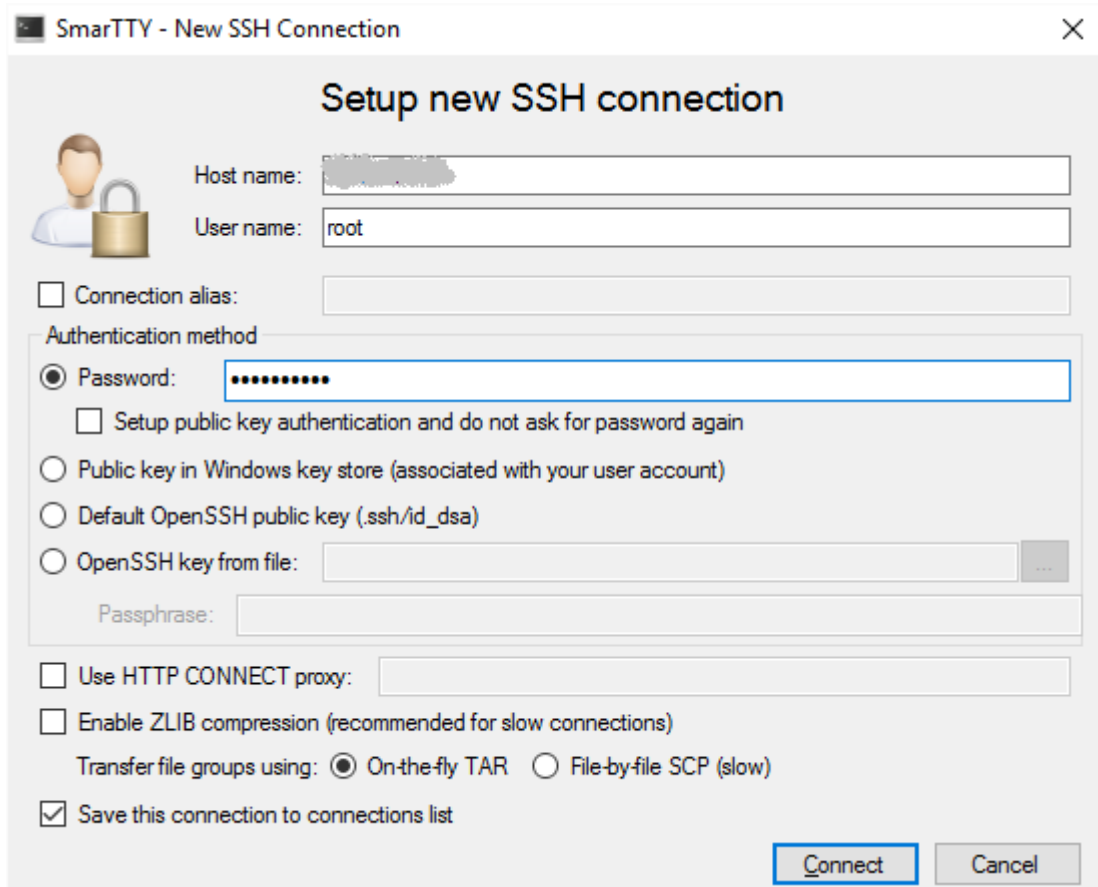 SmarTTY - New SSH Connection
Setup new SSH connection
Host name:
User name: root
Connection alias:
Authentication method
Password: ••••••••••
Setup public key authentication and do not ask for password again
Public key in Windows key store (associated with your user account)
Default OpenSSH public key (.ssh/id_dsa)
OpenSSH key from file: ...
Passphrase:
Use HTTP CONNECT proxy:
Enable ZLIB compression (recommended for slow connections)
Transfer file groups using: On-the-fly TAR File-by-file SCP (slow)
Save this connection to connections list
Connect Cancel